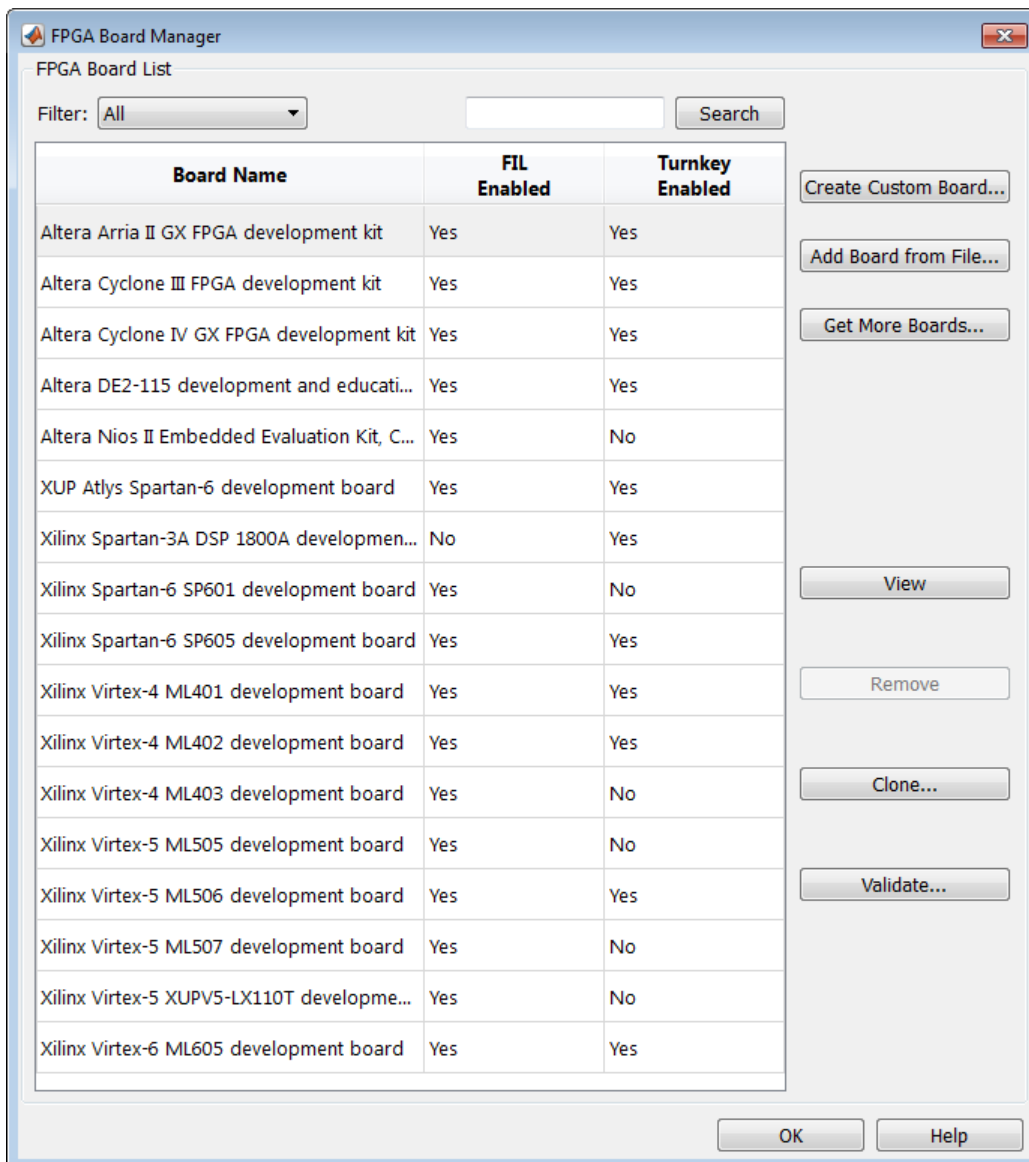 FPGA Board Manager
FPGA Board List
Filter: All Search
Board Name FIL Enabled Turnkey Enabled
Altera Arria II GX FPGA development kit Yes Yes
Altera Cyclone III FPGA development kit Yes Yes
Altera Cyclone IV GX FPGA development kit Yes Yes
Altera DE2-115 development and educati... Yes Yes
Altera Nios II Embedded Evaluation Kit, C... Yes No
XUP Atlys Spartan-6 development board Yes Yes
Xilinx Spartan-3A DSP 1800A developmen... No Yes
Xilinx Spartan-6 SP601 development board Yes No
Xilinx Spartan-6 SP605 development board Yes Yes
Xilinx Virtex-4 ML401 development board Yes Yes
Xilinx Virtex-4 ML402 development board Yes Yes
Xilinx Virtex-4 ML403 development board Yes No
Xilinx Virtex-5 ML505 development board Yes No
Xilinx Virtex-5 ML506 development board Yes Yes
Xilinx Virtex-5 ML507 development board Yes No
Xilinx Virtex-5 XUPV5-LX110T developme... Yes No
Xilinx Virtex-6 ML605 development board Yes Yes
Create Custom Board...
Add Board from File...
Get More Boards...
View
Remove
Clone...
Validate...
OK Help